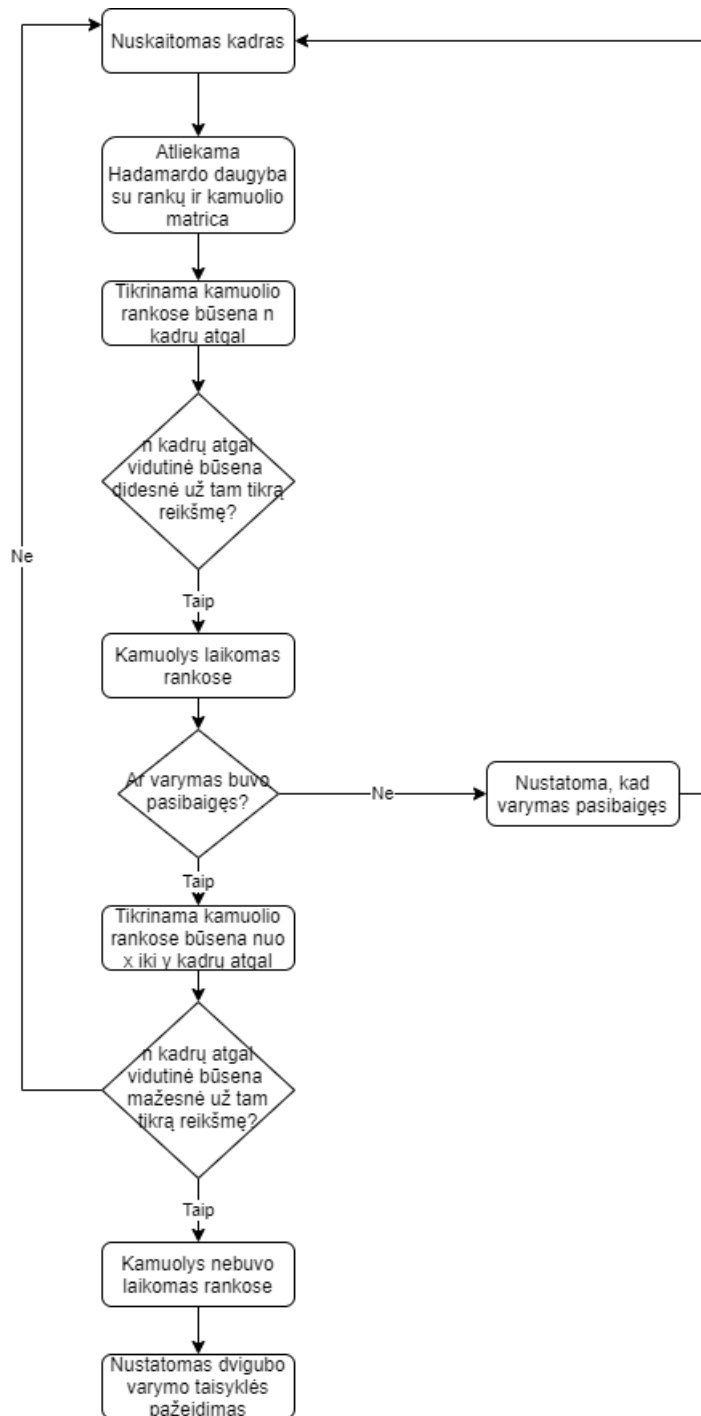 Nuskaitomas kadras
Atliekama
Hadamardo daugyba
su rankų ir kamuolio
matrica
Tikrinama kamuolio
rankose būsena n
kadrų atgal
n kadrų atgal
vidutinė būsena
didesnė už tam tikrą
reikšmę?
Ne
Taip
Kamuolys laikomas
rankose
Ar varymas buvo
pasibaigęs?
Ne
Nustatoma, kad
varymas pasibaigęs
Taip
Tikrinama kamuolio
rankose būsena nuo
x iki y kadrų atgal
n kadrų atgal
vidutinė būsena
mažesnė už tam
tikrą reikšmę?
Taip
Kamuolys nebuvo
laikomas rankose
Nustatomas dvigubo
varymo taisyklės
pažeidimas